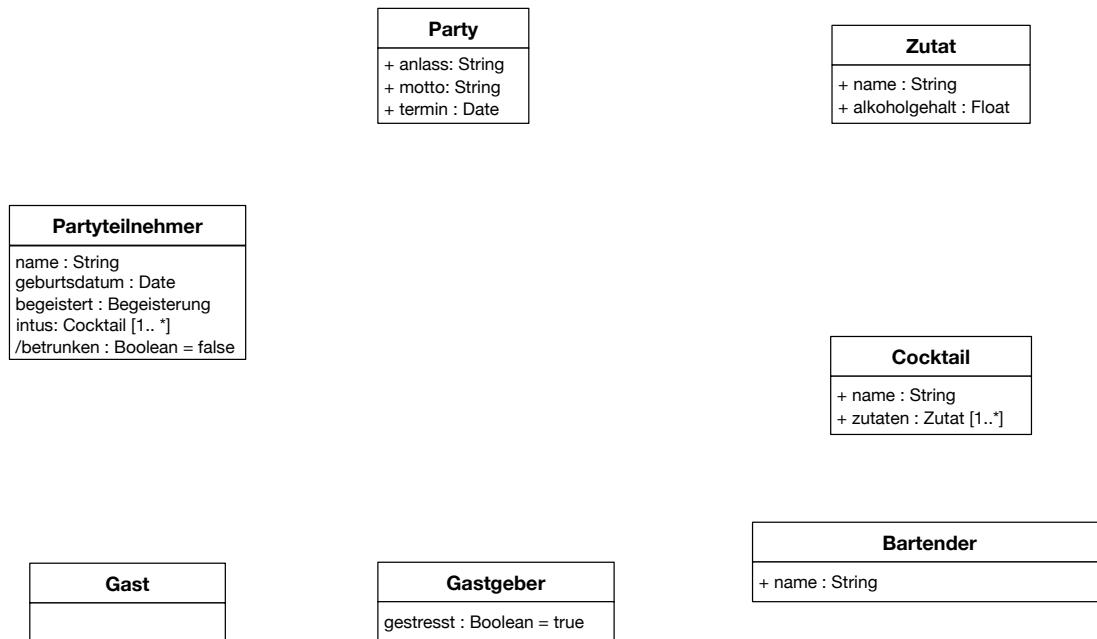 Party
+ anlass: String
+ motto: String
+ termin : Date
Zutat
+ name : String
+ alkoholgehalt : Float
Partyteilnehmer
name : String
geburtsdatum : Date
begeistert : Begeisterung
intus: Cocktail [1.. *]
/betrunken : Boolean = false
Cocktail
+ name : String
+ zutaten : Zutat [1..*]
Bartender
+ name : String
Gast
Gastgeber
gestresst : Boolean = true